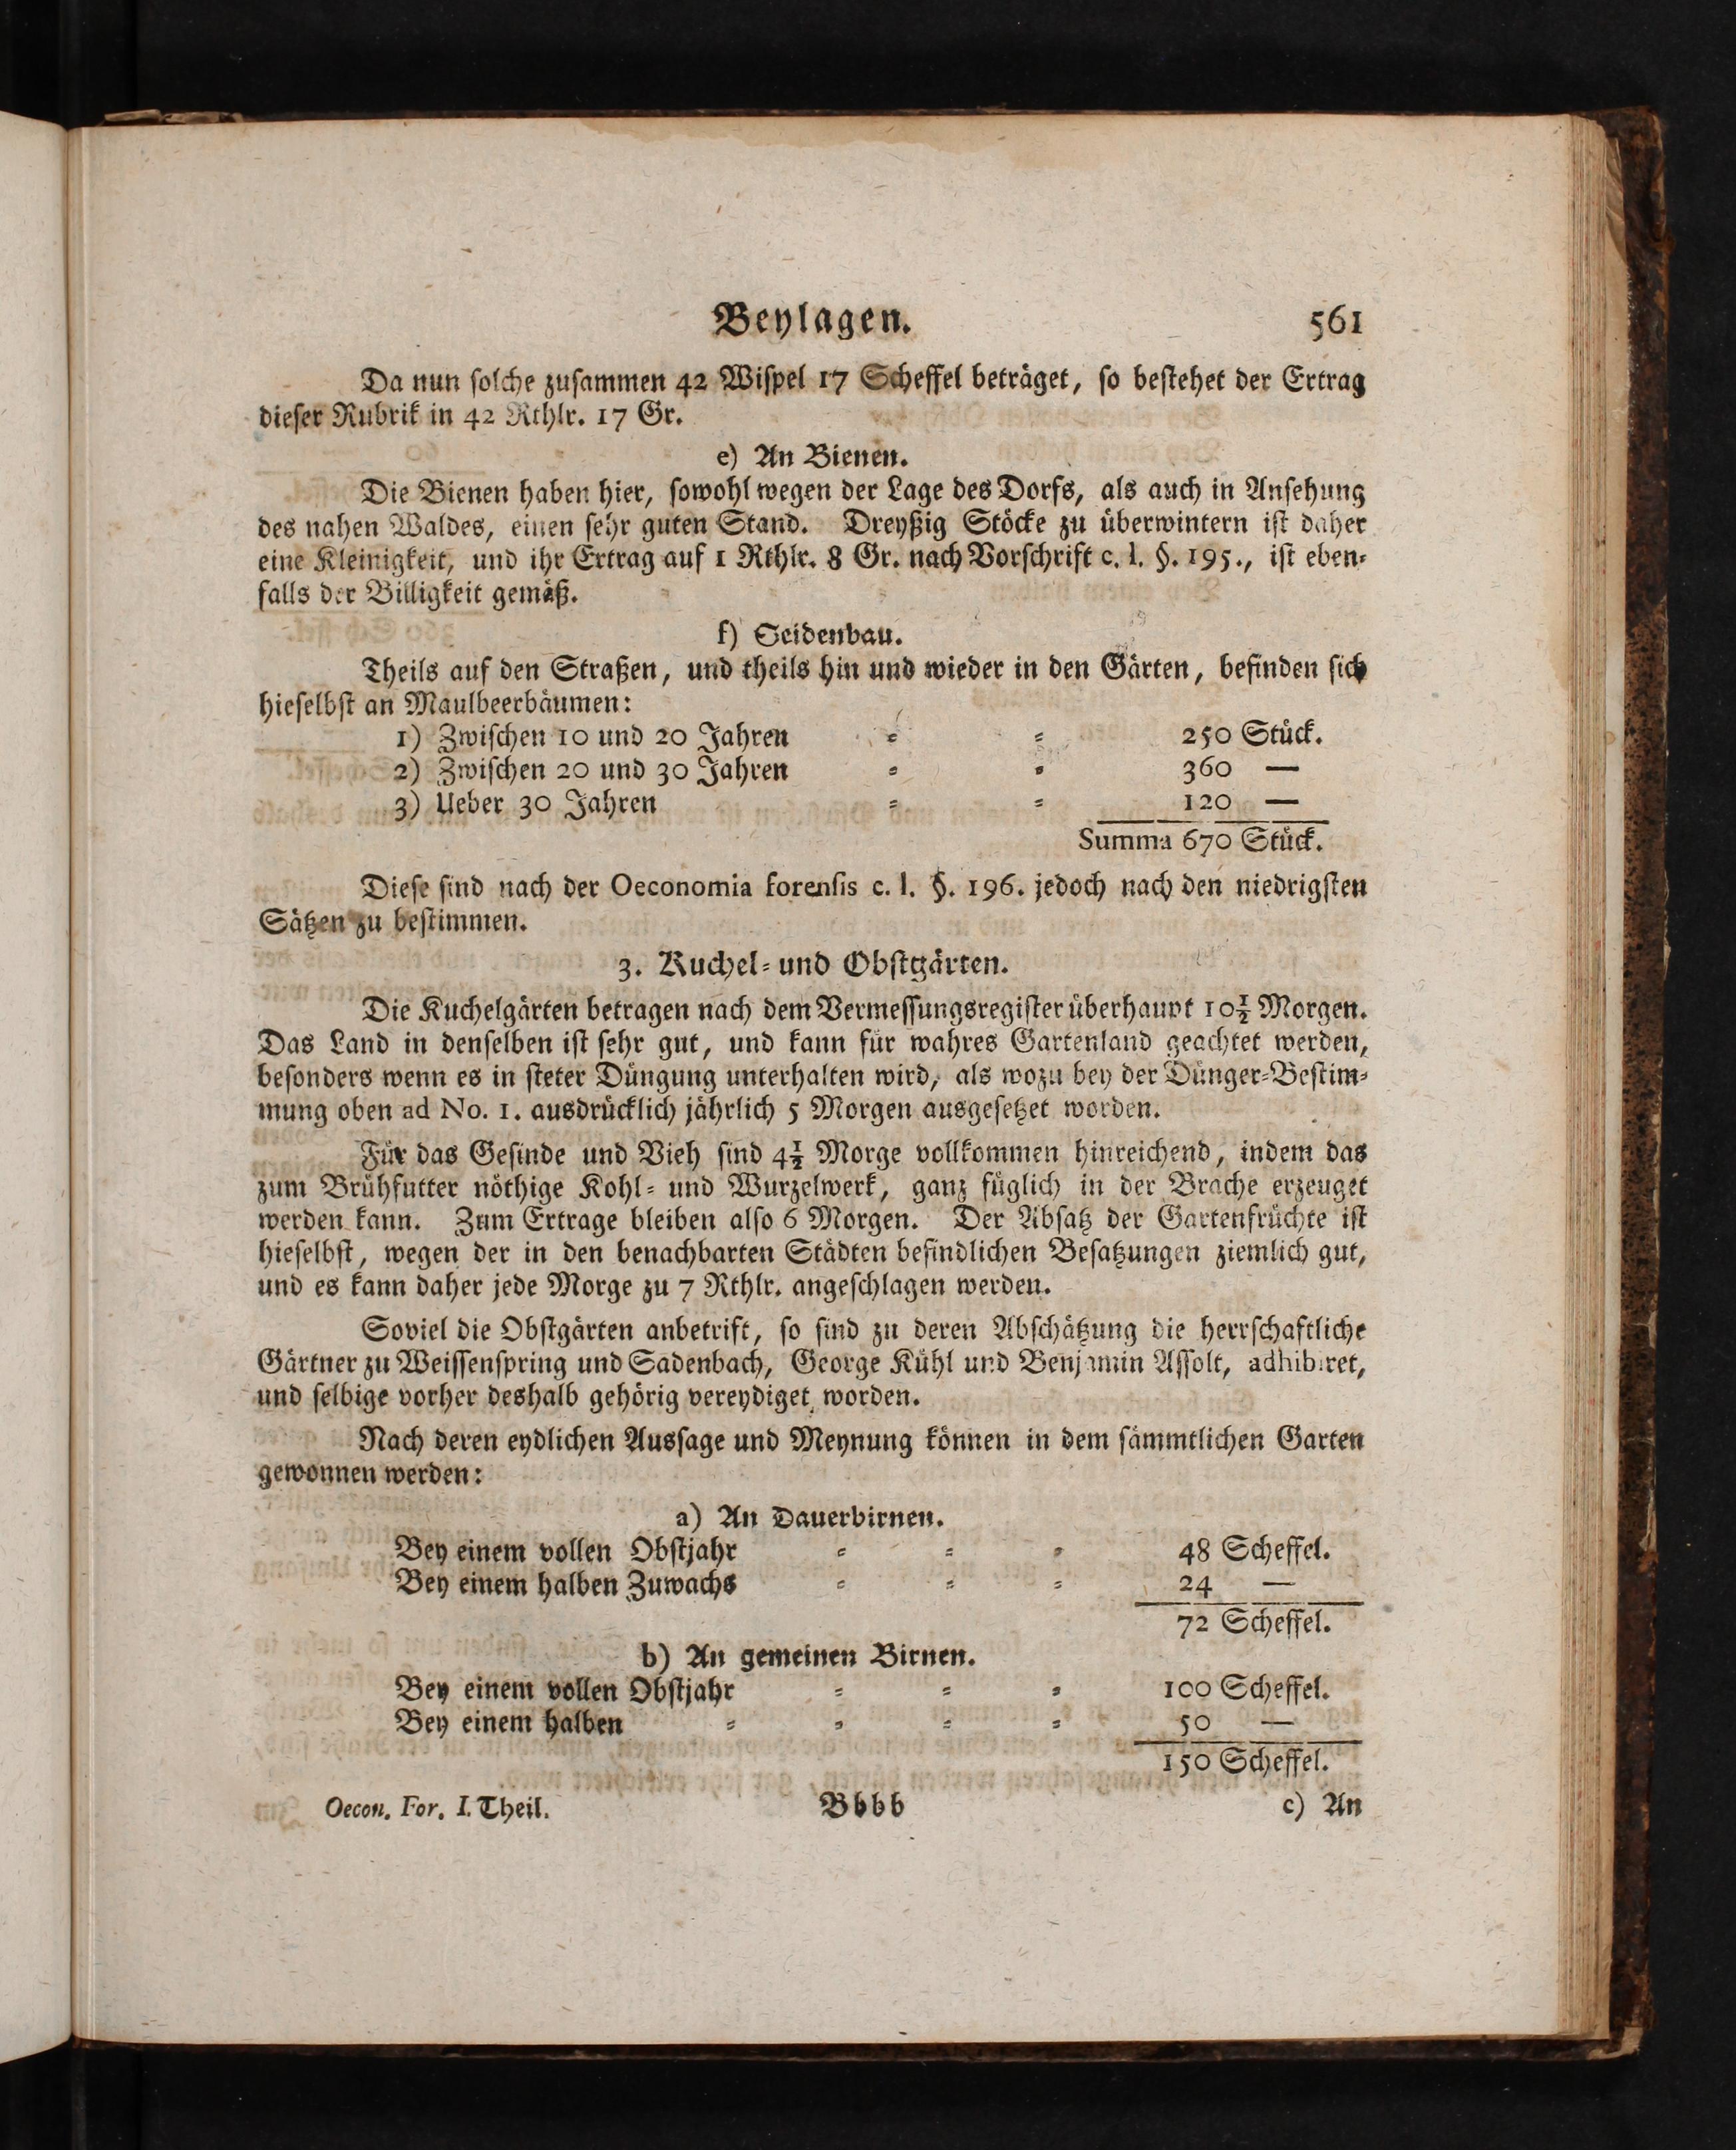 Beylagen. 561
Da nun solche zusammen 42 Wispel 17 Scheffel beträget, so bestehet der Ertrag
dieser Rubrik in 42 Rthlr. 17 Gr.
e) An Bienen.
Die Bienen haben hier, sowohl wegen der Lage des Dorfs, als auch in Ansehung
des nahen Waldes, einen sehr guten Stand. Dreyßig Stöcke zu überwintern ist daher
eine Kleinigkeit, und ihr Ertrag auf 1 Rthlr. 8 Gr. nach Vorschrift c. l. §. 195., ist eben-
falls der Billigkeit gemäß.
f) Seidenbau.
Theils auf den Straßen, und theils hin und wieder in den Gärten, befinden sich
hieselbst an Maulbeerbäumen:
1) Zwischen 10 und 20 Jahren = = 250 Stück.
2) Zwischen 20 und 30 Jahren = = 360 —
3) Ueber 30 Jahren = = 120 —
Summa 670 Stück.
Diese sind nach der Oeconomia forensis c. l. §. 196. jedoch nach den niedrigsten
Sätzen zu bestimmen.
3. Kuchel- und Obstgärten.
Die Kuchelgärten betragen nach dem Vermessungsregister überhaupt 10½ Morgen.
Das Land in denselben ist sehr gut, und kann für wahres Gartenland geachtet werden,
besonders wenn es in steter Düngung unterhalten wird, als wozu bey der Dünger-Bestim-
mung oben ad No. 1. ausdrücklich jährlich 5 Morgen ausgesetzet worden.
Für das Gesinde und Vieh sind 4½ Morge vollkommen hinreichend, indem das
zum Brühfutter nöthige Kohl- und Wurzelwerk, ganz füglich in der Brache erzeuget
werden kann. Zum Ertrage bleiben also 6 Morgen. Der Absatz der Gartenfrüchte ist
hieselbst, wegen der in den benachbarten Städten befindlichen Besatzungen ziemlich gut,
und es kann daher jede Morge zu 7 Rthlr. angeschlagen werden.
Soviel die Obstgärten anbetrift, so sind zu deren Abschätzung die herrschaftliche
Gärtner zu Weissenspring und Sadenbach, George Kühl und Benjamin Assolt, adhibiret,
und selbige vorher deshalb gehörig vereydiget worden.
Nach deren eydlichen Aussage und Meynung können in dem sämmtlichen Garten
gewonnen werden:
a) An Dauerbirnen.
Bey einem vollen Obstjahr = = = 48 Scheffel.
Bey einem halben Zuwachs = = = 24 —
72 Scheffel.
b) An gemeinen Birnen.
Bey einem vollen Obstjahr = = = 100 Scheffel.
Bey einem halben = = = = 50 —
150 Scheffel.
Oecon. For. I. Theil. Bbbb c) An